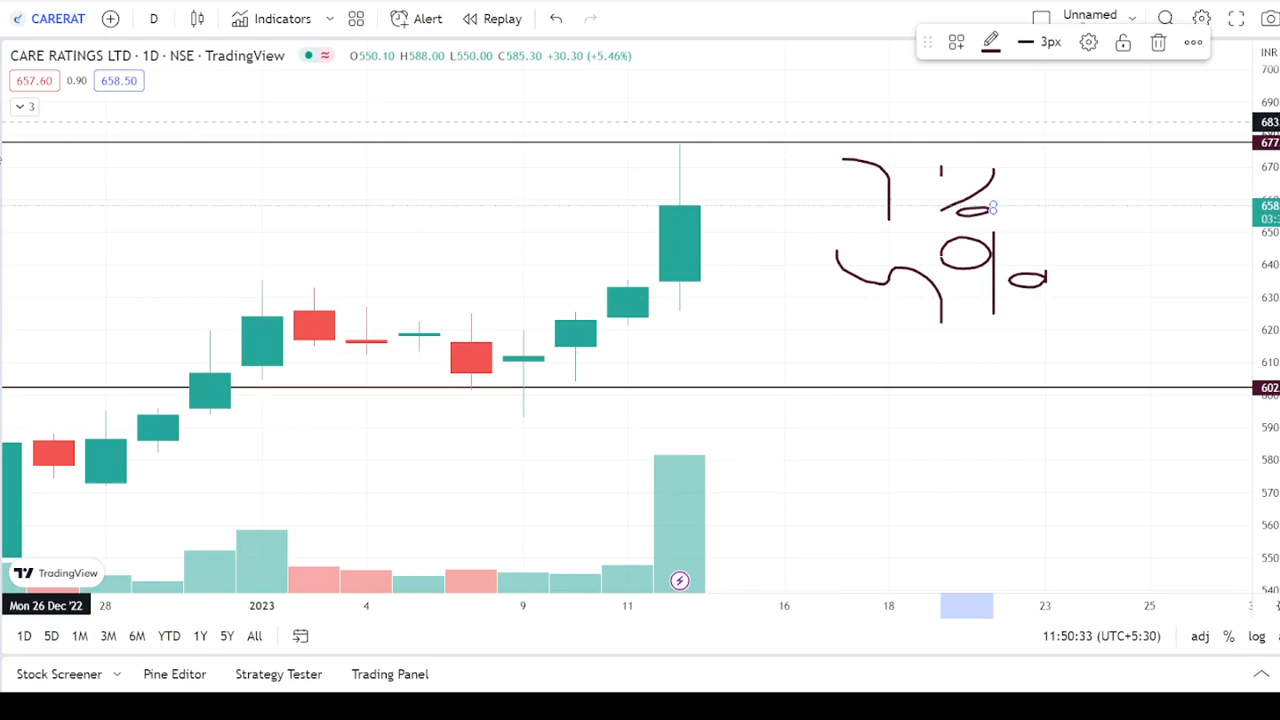 CARERAT D Indicators Alert Replay Unnamed
3px
CARE RATINGS LTD · 1D · NSE · TradingView O550.10 H588.00 L550.00 C585.30 +30.30 (+5.46%) INR
657.60 0.90 658.50
3
700
690
683
677
670
658
03:
650
640
630
620
610
602
600
590
580
570
560
550
540
TradingView
Mon 26 Dec '22 28 2023 4 9 11 16 18 23 25
1D 5D 1M 3M 6M YTD 1Y 5Y All 11:50:33 (UTC+5:30) adj % log
Stock Screener Pine Editor Strategy Tester Trading Panel